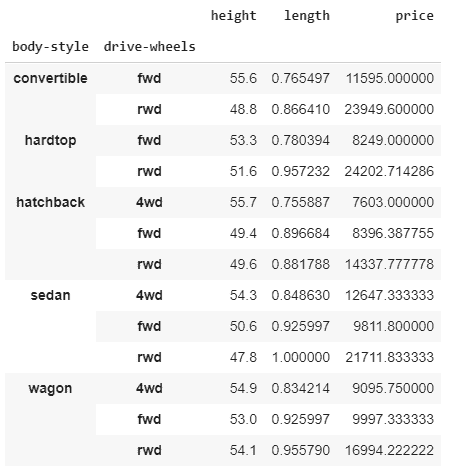 height length price
body-style drive-wheels
convertible fwd 55.6 0.765497 11595.000000
rwd 48.8 0.866410 23949.600000
hardtop fwd 53.3 0.780394 8249.000000
rwd 51.6 0.957232 24202.714286
hatchback 4wd 55.7 0.755887 7603.000000
fwd 49.4 0.896684 8396.387755
rwd 49.6 0.881788 14337.777778
sedan 4wd 54.3 0.848630 12647.333333
fwd 50.6 0.925997 9811.800000
rwd 47.8 1.000000 21711.833333
wagon 4wd 54.9 0.834214 9095.750000
fwd 53.0 0.925997 9997.333333
rwd 54.1 0.955790 16994.222222